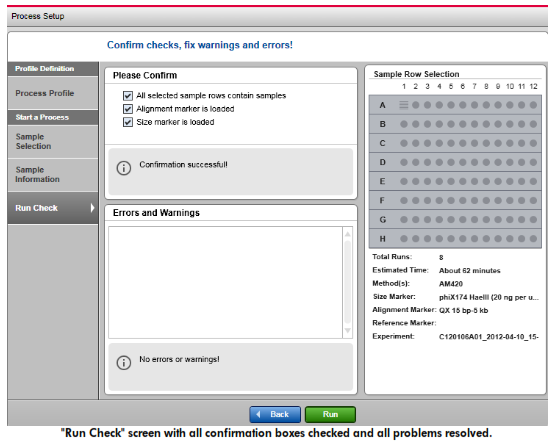 Process Setup
Confirm checks, fix warnings and errors!
Profile Definition
Process Profile
Start a Process
Sample
Selection
Sample
Information
Run Check
Please Confirm
All selected sample rows contain samples
Alignment marker is loaded
Size marker is loaded
Confirmation successful!
Errors and Warnings
No errors or warnings!
Sample Row Selection
1 2 3 4 5 6 7 8 9 10 11 12
A
B
C
D
E
F
G
H
Total Runs: 8
Estimated Time: About 62 minutes
Method(s): AM420
Size Marker: phiX174 HaeIII (20 ng per u...
Alignment Marker: QX 15 bp-5 kb
Reference Marker:
Experiment: C120106A01_2012-04-10_15-
Back
Run
"Run Check" screen with all confirmation boxes checked and all problems resolved.